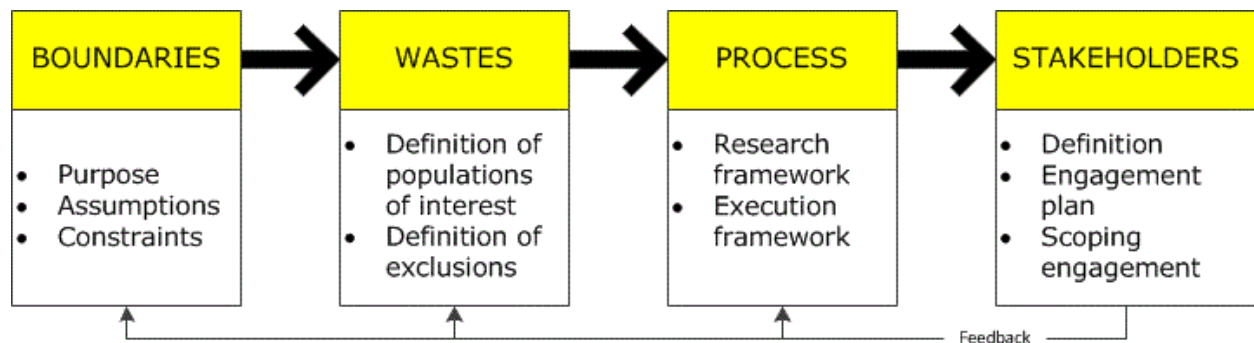 BOUNDARIES
• Purpose
• Assumptions
• Constraints
WASTES
• Definition of
populations
of interest
• Definition of
exclusions
PROCESS
• Research
framework
• Execution
framework
STAKEHOLDERS
• Definition
• Engagement
plan
• Scoping
engagement
Feedback